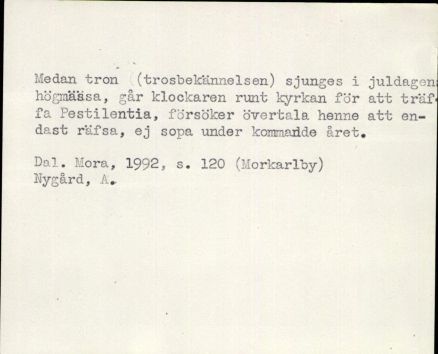 Medan tron (trosbekännelsen) sjunges i juldagens
högmässa, går klockaren runt kyrkan för att träf-
fa Pestilentia, försöker övertala henne att en-
dast räfsa, ej sopa under kommande året.
Dal. Mora, 1992, s. 120 (Morkarlby)
Nygård, A.